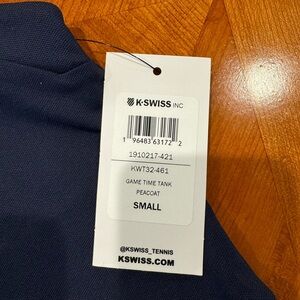 K·SWISS INC
1 96483 63172 2
1910217-421
KWT32-461
GAME TIME TANK
PEACOAT
SMALL
@KSWISS_TENNIS
KSWISS.COM